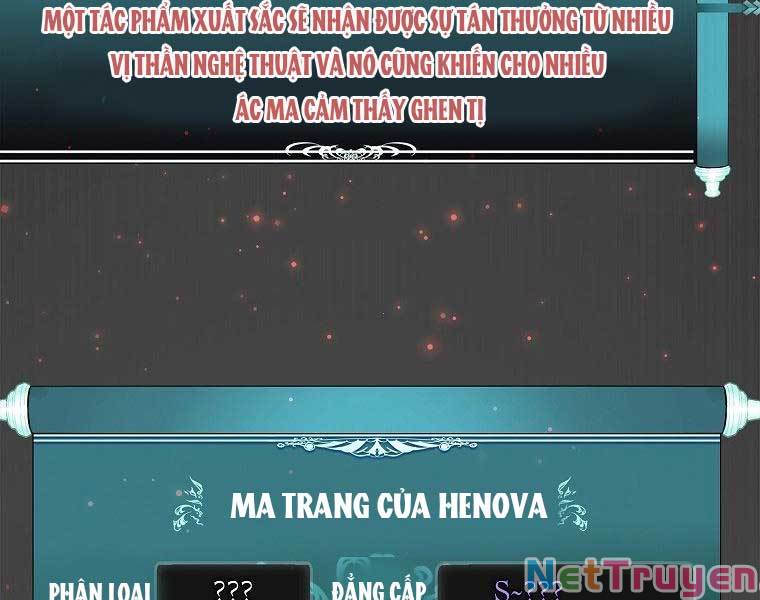 MỘT TÁC PHẨM XUẤT SẮC SẼ NHẬN ĐƯỢC SỰ TÁN THƯỞNG TỪ NHIỀU
VỊ THẦN NGHỆ THUẬT VÀ NÓ CŨNG KHIẾN CHO NHIỀU
ÁC MA CẢM THẤY GHEN TỊ
MA TRANG CỦA HENOVA
PHÂN LOẠI ??? ĐẲNG CẤP S~???
NetTruyen